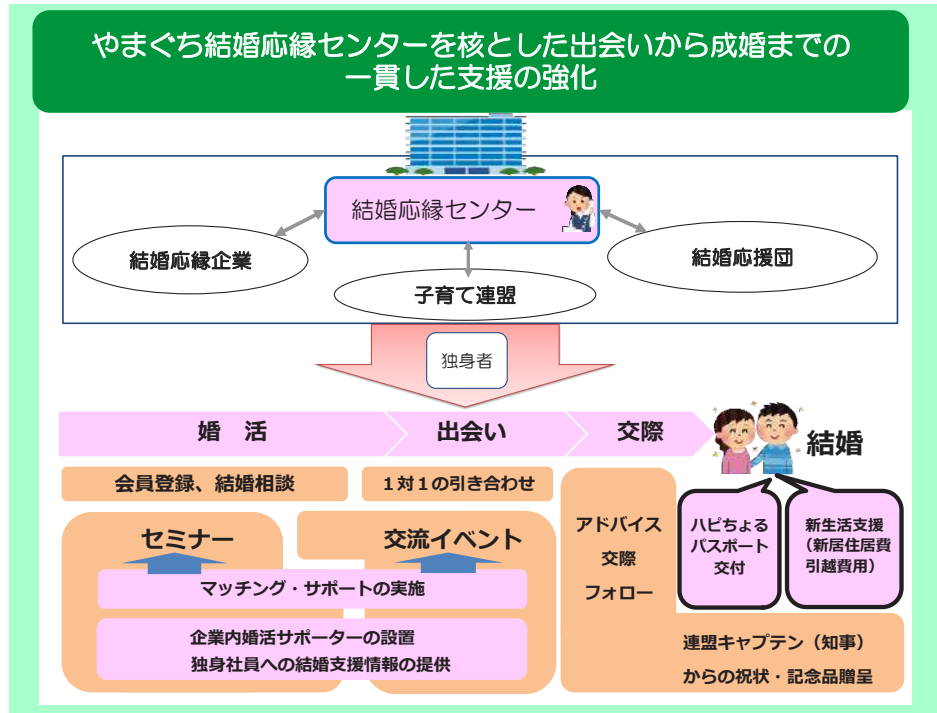 やまぐち結婚応縁センターを核とした出会いから成婚までの
一貫した支援の強化
結婚応縁センター
結婚応縁企業
結婚応援団
子育て連盟
独身者
婚 活
出会い
交際
結婚
会員登録、結婚相談
１対１の引き合わせ
セミナー
交流イベント
マッチング・サポートの実施
企業内婚活サポーターの設置
独身社員への結婚支援情報の提供
アドバイス
交際
フォロー
ハピちょる
パスポート
交付
新生活支援
（新居住居費
引越費用）
連盟キャプテン（知事）
からの祝状・記念品贈呈